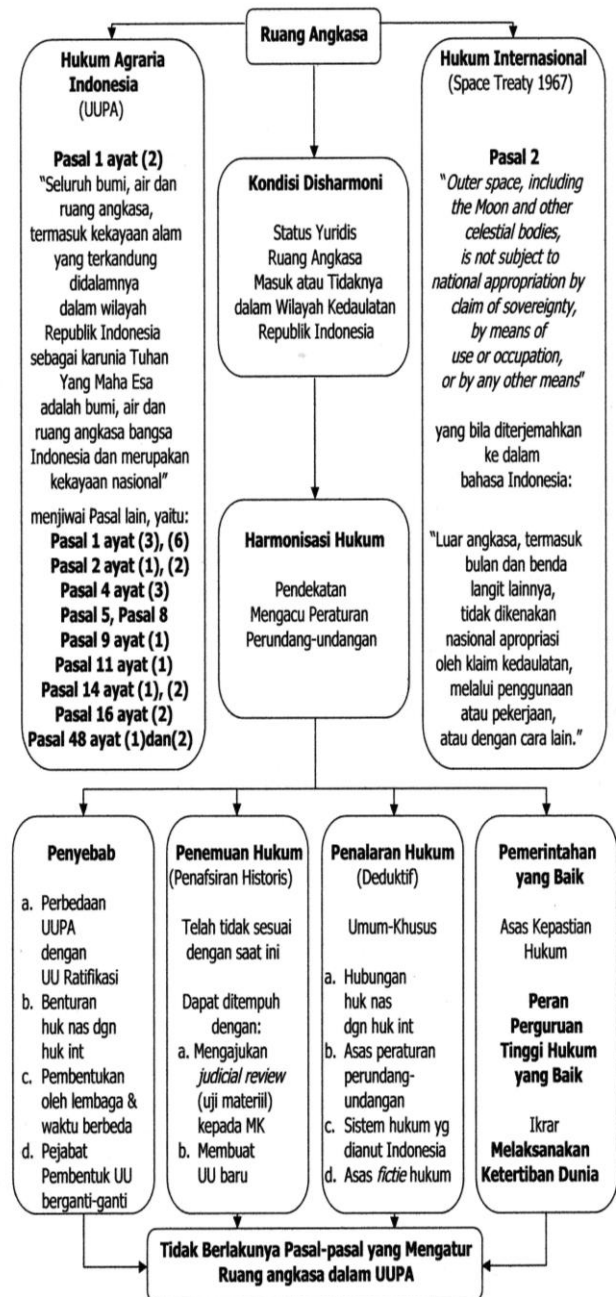 Ruang Angkasa
Hukum Agraria
Indonesia
(UUPA)
Pasal 1 ayat (2)
“Seluruh bumi, air dan
ruang angkasa,
termasuk kekayaan alam
yang terkandung
didalamnya
dalam wilayah
Republik Indonesia
sebagai karunia Tuhan
Yang Maha Esa
adalah bumi, air dan
ruang angkasa bangsa
Indonesia dan merupakan
kekayaan nasional”
menjiwai Pasal lain, yaitu:
Pasal 1 ayat (3), (6)
Pasal 2 ayat (1), (2)
Pasal 4 ayat (3)
Pasal 5, Pasal 8
Pasal 9 ayat (1)
Pasal 11 ayat (1)
Pasal 14 ayat (1), (2)
Pasal 16 ayat (2)
Pasal 48 ayat (1)dan(2)
Kondisi Disharmoni
Status Yuridis
Ruang Angkasa
Masuk atau Tidaknya
dalam Wilayah Kedaulatan
Republik Indonesia
Harmonisasi Hukum
Pendekatan
Mengacu Peraturan
Perundang-undangan
Hukum Internasional
(Space Treaty 1967)
Pasal 2
“Outer space, including
the Moon and other
celestial bodies,
is not subject to
national appropriation by
claim of sovereignty,
by means of
use or occupation,
or by any other means”
yang bila diterjemahkan
ke dalam
bahasa Indonesia:
“Luar angkasa, termasuk
bulan dan benda
langit lainnya,
tidak dikenakan
nasional apropriasi
oleh klaim kedaulatan,
melalui penggunaan
atau pekerjaan,
atau dengan cara lain.”
Penyebab
a. Perbedaan
UUPA
dengan
UU Ratifikasi
b. Benturan
huk nas dgn
huk int
c. Pembentukan
oleh lembaga &
waktu berbeda
d. Pejabat
Pembentuk UU
berganti-ganti
Penemuan Hukum
(Penafsiran Historis)
Telah tidak sesuai
dengan saat ini
Dapat ditempuh
dengan:
a. Mengajukan
judicial review
(uji materiil)
kepada MK
b. Membuat
UU baru
Penalaran Hukum
(Deduktif)
Umum-Khusus
a. Hubungan
huk nas
dgn huk int
b. Asas peraturan
perundang-
undangan
c. Sistem hukum yg
dianut Indonesia
d. Asas fictie hukum
Pemerintahan
yang Baik
Asas Kepastian
Hukum
Peran
Perguruan
Tinggi Hukum
yang Baik
Ikrar
Melaksanakan
Ketertiban Dunia
Tidak Berlakunya Pasal-pasal yang Mengatur
Ruang angkasa dalam UUPA